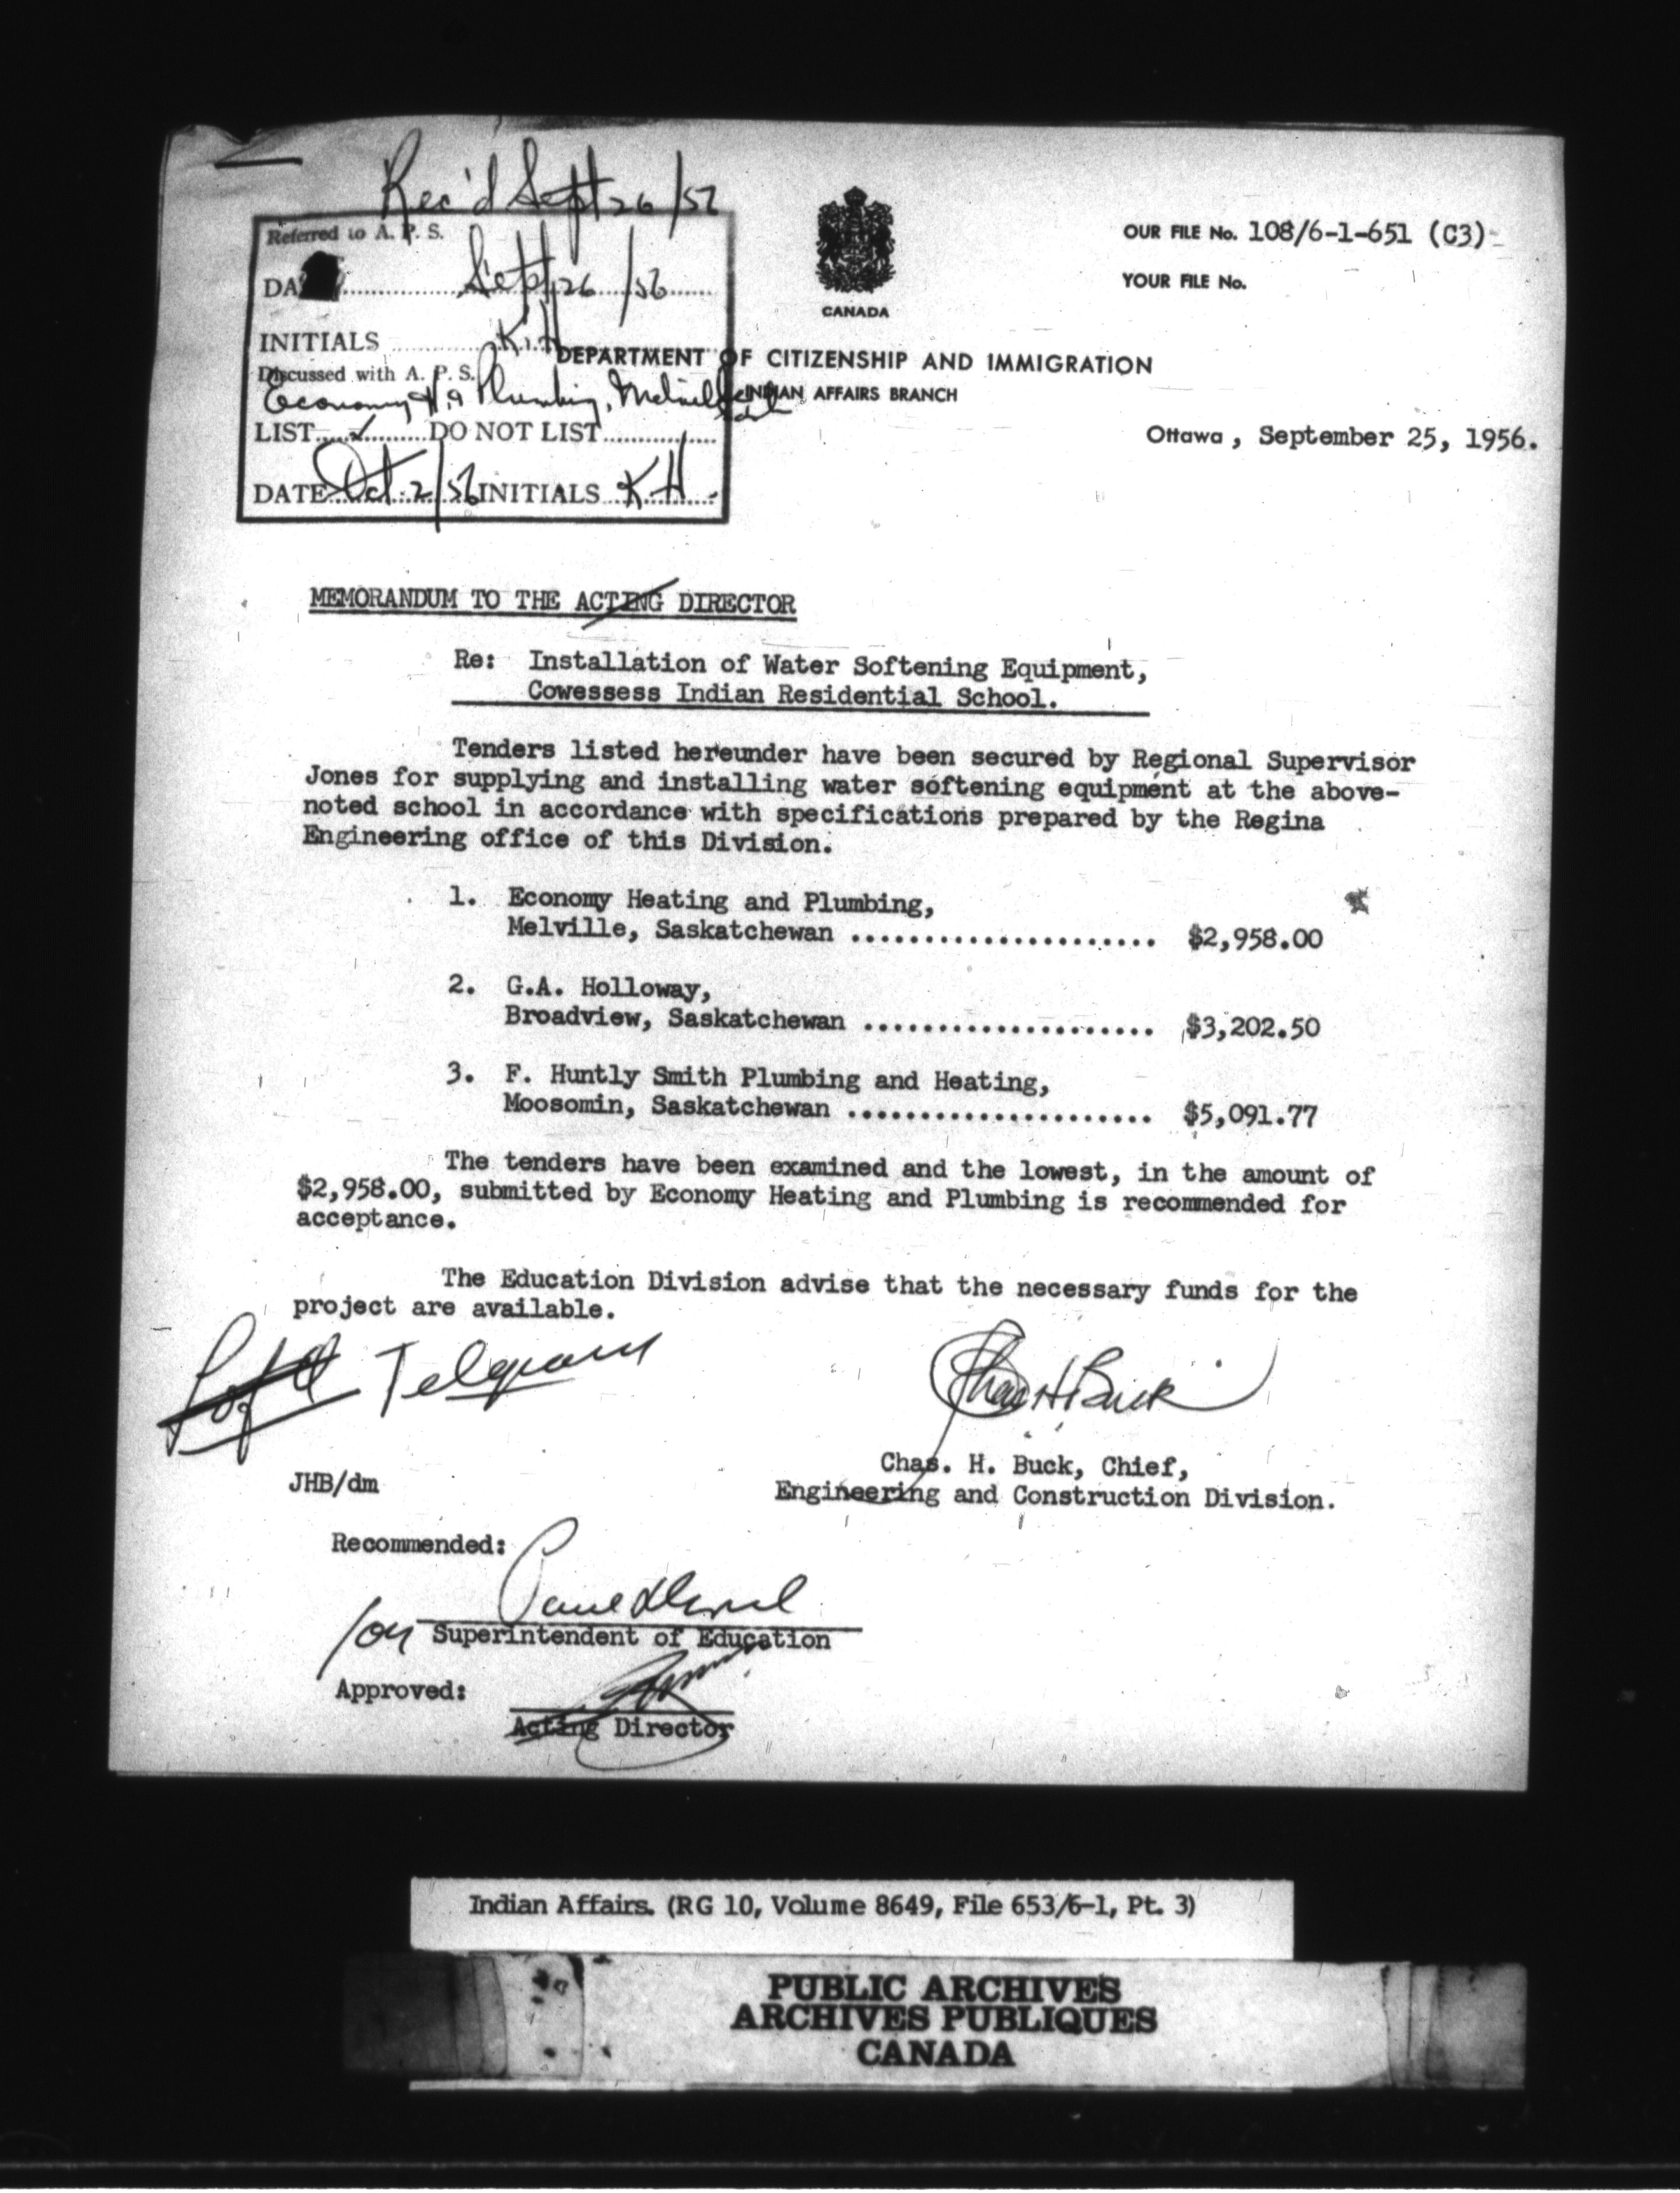 Rec'd Sept 26/56
Referred to A. P. S.
DA Sept 26/56
INITIALS K.H.
Discussed with A. P. S.
Economy H. & Plumbing, Melville
LIST ✓ DO NOT LIST
DATE Oct. 2/56 INITIALS K H
CANADA
OUR FILE No. 108/6-1-651 (C3)
YOUR FILE No.
DEPARTMENT OF CITIZENSHIP AND IMMIGRATION
INDIAN AFFAIRS BRANCH
Ottawa, September 25, 1956.
MEMORANDUM TO THE ACTING DIRECTOR
Re: Installation of Water Softening Equipment,
Cowessess Indian Residential School.
Tenders listed hereunder have been secured by Regional Supervisor
Jones for supplying and installing water softening equipment at the above-
noted school in accordance with specifications prepared by the Regina
Engineering office of this Division.
1. Economy Heating and Plumbing,
Melville, Saskatchewan ..................... $2,958.00
2. G.A. Holloway,
Broadview, Saskatchewan .................... $3,202.50
3. F. Huntly Smith Plumbing and Heating,
Moosomin, Saskatchewan ..................... $5,091.77
The tenders have been examined and the lowest, in the amount of
$2,958.00, submitted by Economy Heating and Plumbing is recommended for
acceptance.
The Education Division advise that the necessary funds for the
project are available.
Telegram
Chas H Buck
Chas. H. Buck, Chief,
Engineering and Construction Division.
JHB/dm
Recommended:
for Superintendent of Education
Approved:
Acting Director
Indian Affairs. (RG 10, Volume 8649, File 653/6-1, Pt. 3)
PUBLIC ARCHIVES
ARCHIVES PUBLIQUES
CANADA